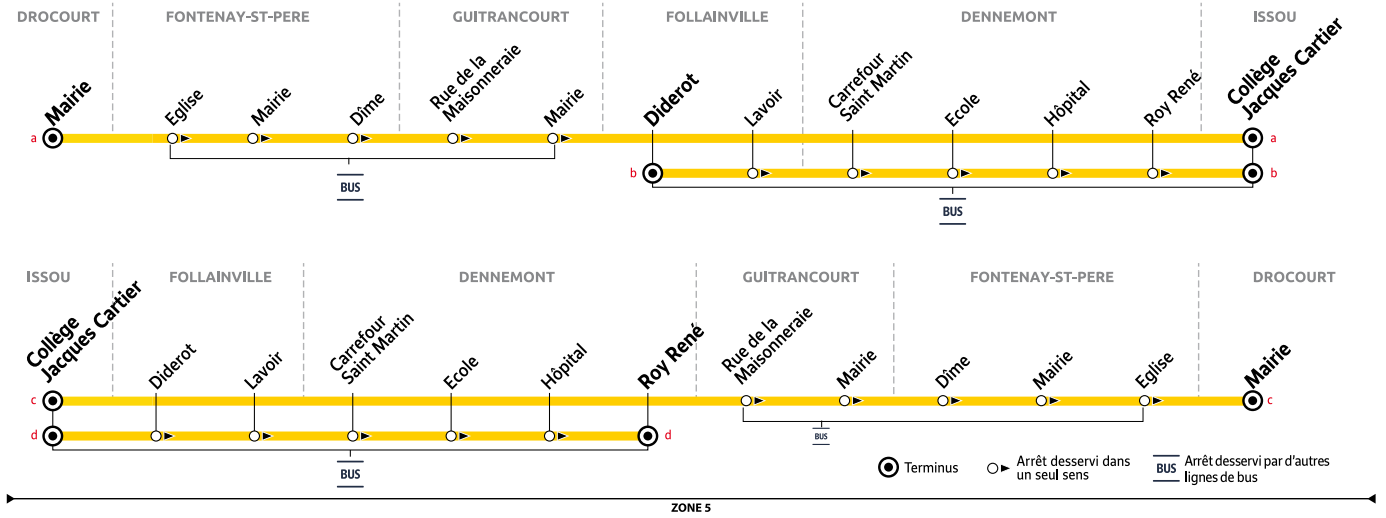 DROCOURT
FONTENAY-ST-PERE
GUITRANCOURT
FOLLAINVILLE
DENNEMONT
ISSOU
Mairie
Eglise
Mairie
Dîme
Rue de la
Maisonneraie
Mairie
Diderot
Lavoir
Carrefour
Saint Martin
Ecole
Hôpital
Roy René
Collège
Jacques Cartier
a
a
b
b
BUS
BUS
ISSOU
FOLLAINVILLE
DENNEMONT
GUITRANCOURT
FONTENAY-ST-PERE
DROCOURT
Collège
Jacques Cartier
Diderot
Lavoir
Carrefour
Saint Martin
Ecole
Hôpital
Roy René
Rue de la
Maisonneraie
Mairie
Dîme
Mairie
Eglise
Mairie
c
c
d
d
BUS
BUS
Terminus
Arrêt desservi dans
un seul sens
BUS
Arrêt desservi par d'autres
lignes de bus
ZONE 5